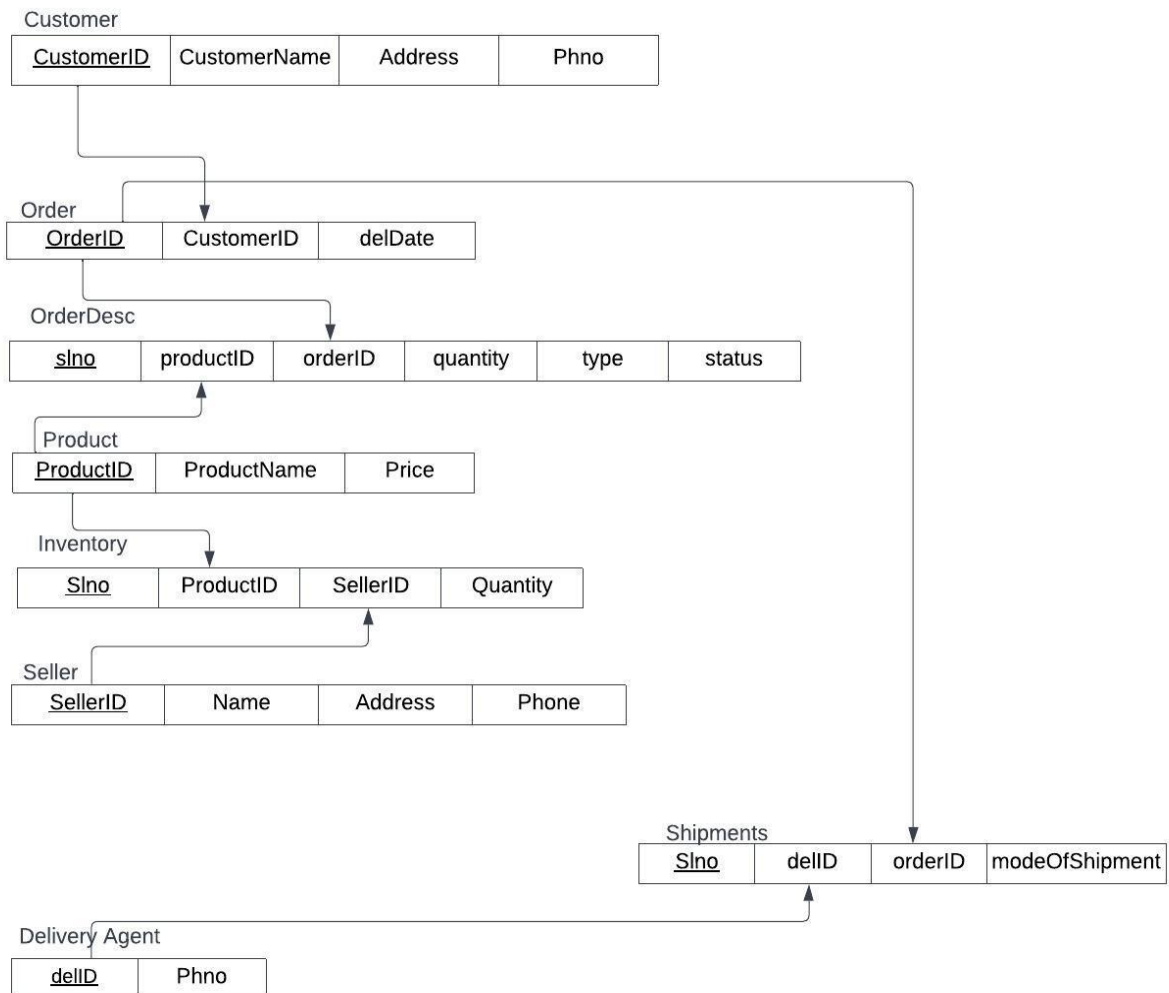 Customer
CustomerID CustomerName Address Phno
Order
OrderID CustomerID delDate
OrderDesc
slno productID orderID quantity type status
Product
ProductID ProductName Price
Inventory
Slno ProductID SellerID Quantity
Seller
SellerID Name Address Phone
Shipments
Slno delID orderID modeOfShipment
Delivery Agent
delID Phno